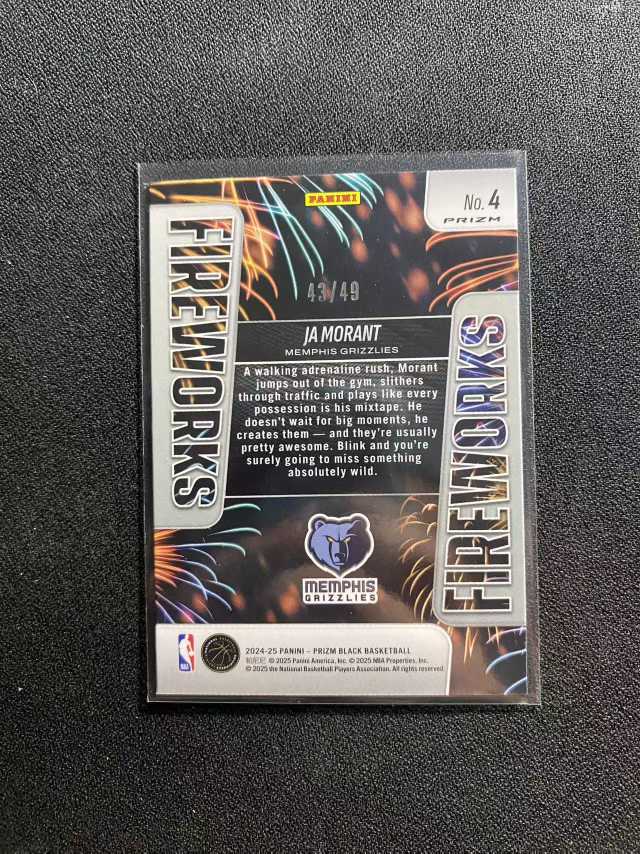 PANINI
No. 4
PRIZM
FIREWORKS
43/49
JA MORANT
MEMPHIS GRIZZLIES
A walking adrenaline rush, Morant
jumps out of the gym, slithers
through traffic and plays like every
possession is his mixtape. He
doesn't wait for big moments, he
creates them — and they're usually
pretty awesome. Blink and you're
surely going to miss something
absolutely wild.
FIREWORKS
MEMPHIS
GRIZZLIES
NBA
2024-25 PANINI – PRIZM BLACK BASKETBALL
© 2025 Panini America, Inc. © 2025 NBA Properties, Inc.
© 2025 the National Basketball Players Association. All rights reserved.